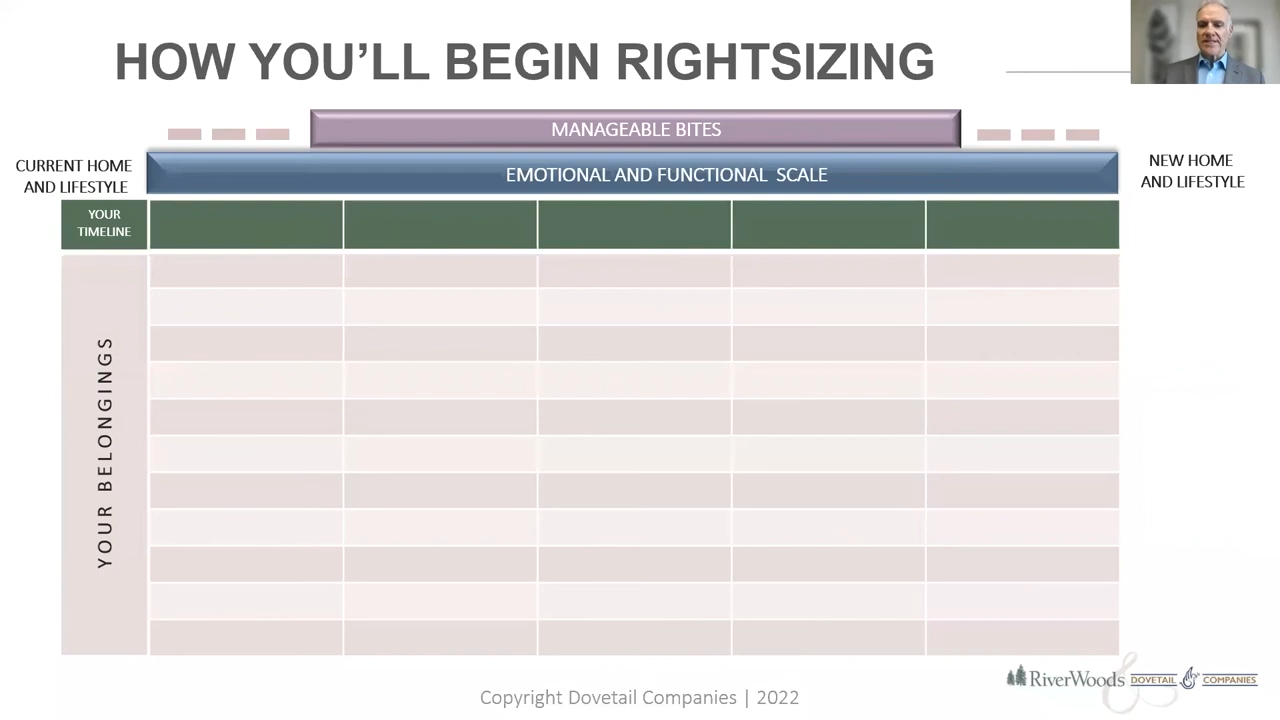 HOW YOU’LL BEGIN RIGHTSIZING
MANAGEABLE BITES
CURRENT HOME
AND LIFESTYLE
EMOTIONAL AND FUNCTIONAL SCALE
NEW HOME
AND LIFESTYLE
YOUR
TIMELINE
YOUR BELONGINGS
RiverWoods
DOVETAIL COMPANIES
Copyright Dovetail Companies | 2022